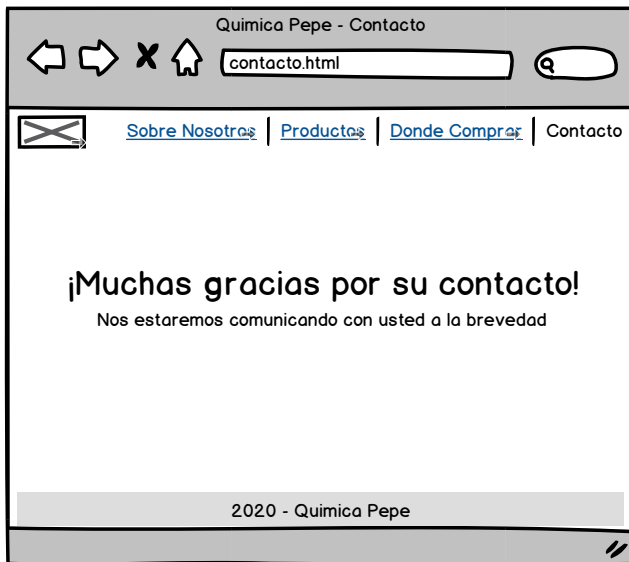 Quimica Pepe - Contacto
contacto.html
Sobre Nosotros | Productos | Donde Comprar | Contacto
¡Muchas gracias por su contacto!
Nos estaremos comunicando con usted a la brevedad
2020 - Quimica Pepe